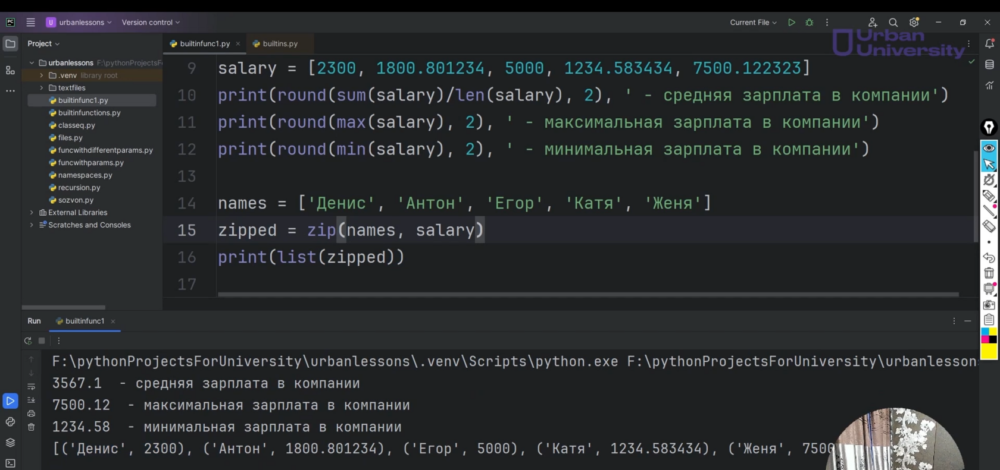 PC
U urbanlessons
Version control
Current File
Urban
University
Project
builtinfunc1.py
builtins.py
urbanlessons F:\pythonProjectsF
.venv library root
textfiles
builtinfunc1.py
builtinfunctions.py
classeq.py
files.py
funcwithdifferentparams.py
funcwithparams.py
namespaces.py
recursion.py
sozvon.py
External Libraries
Scratches and Consoles
9 salary = [2300, 1800.801234, 5000, 1234.583434, 7500.122323]
10 print(round(sum(salary)/len(salary), 2), ' - средняя зарплата в компании')
11 print(round(max(salary), 2), ' - максимальная зарплата в компании')
12 print(round(min(salary), 2), ' - минимальная зарплата в компании')
13
14 names = ['Денис', 'Антон', 'Егор', 'Катя', 'Женя']
15 zipped = zip(names, salary)
16 print(list(zipped))
17
Run builtinfunc1
F:\pythonProjectsForUniversity\urbanlessons\.venv\Scripts\python.exe F:\pythonProjectsForUniversity\urbanlesson
3567.1  - средняя зарплата в компании
7500.12  - максимальная зарплата в компании
1234.58  - минимальная зарплата в компании
[('Денис', 2300), ('Антон', 1800.801234), ('Егор', 5000), ('Катя', 1234.583434), ('Женя', 7500